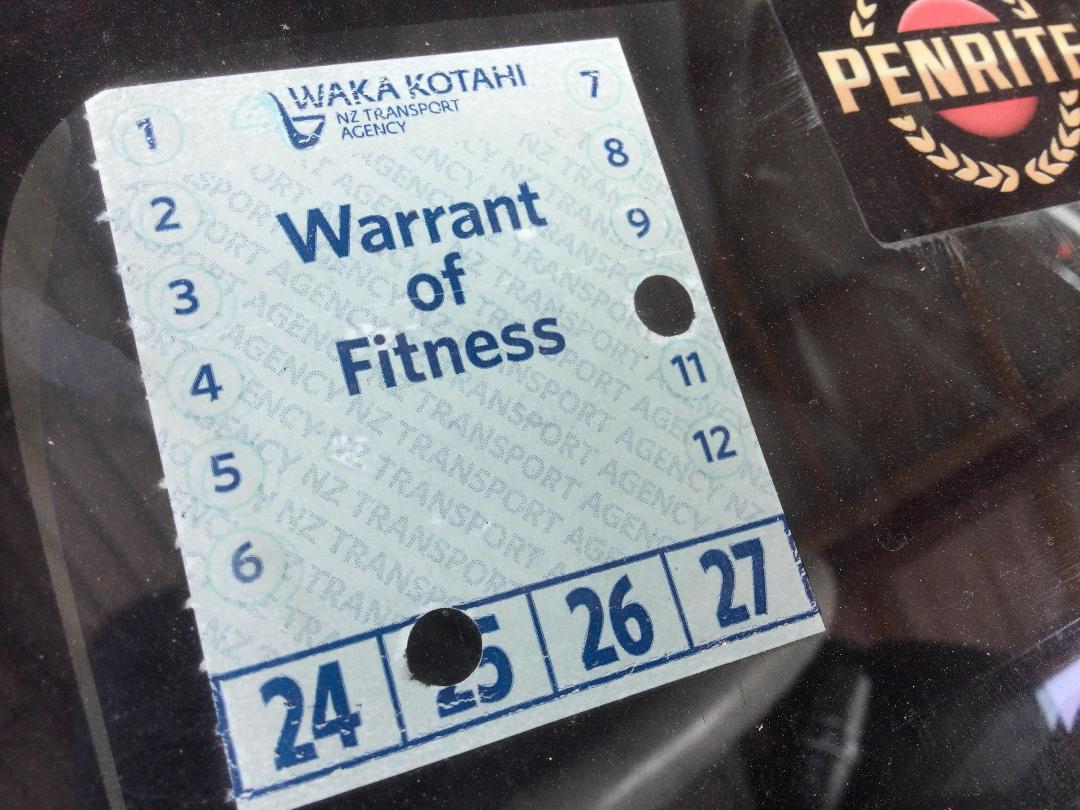 WAKA KOTAHI
NZ TRANSPORT
AGENCY
Warrant
of
Fitness
1
2
3
4
5
6
7
8
9
11
12
24 25 26 27
PENRITE